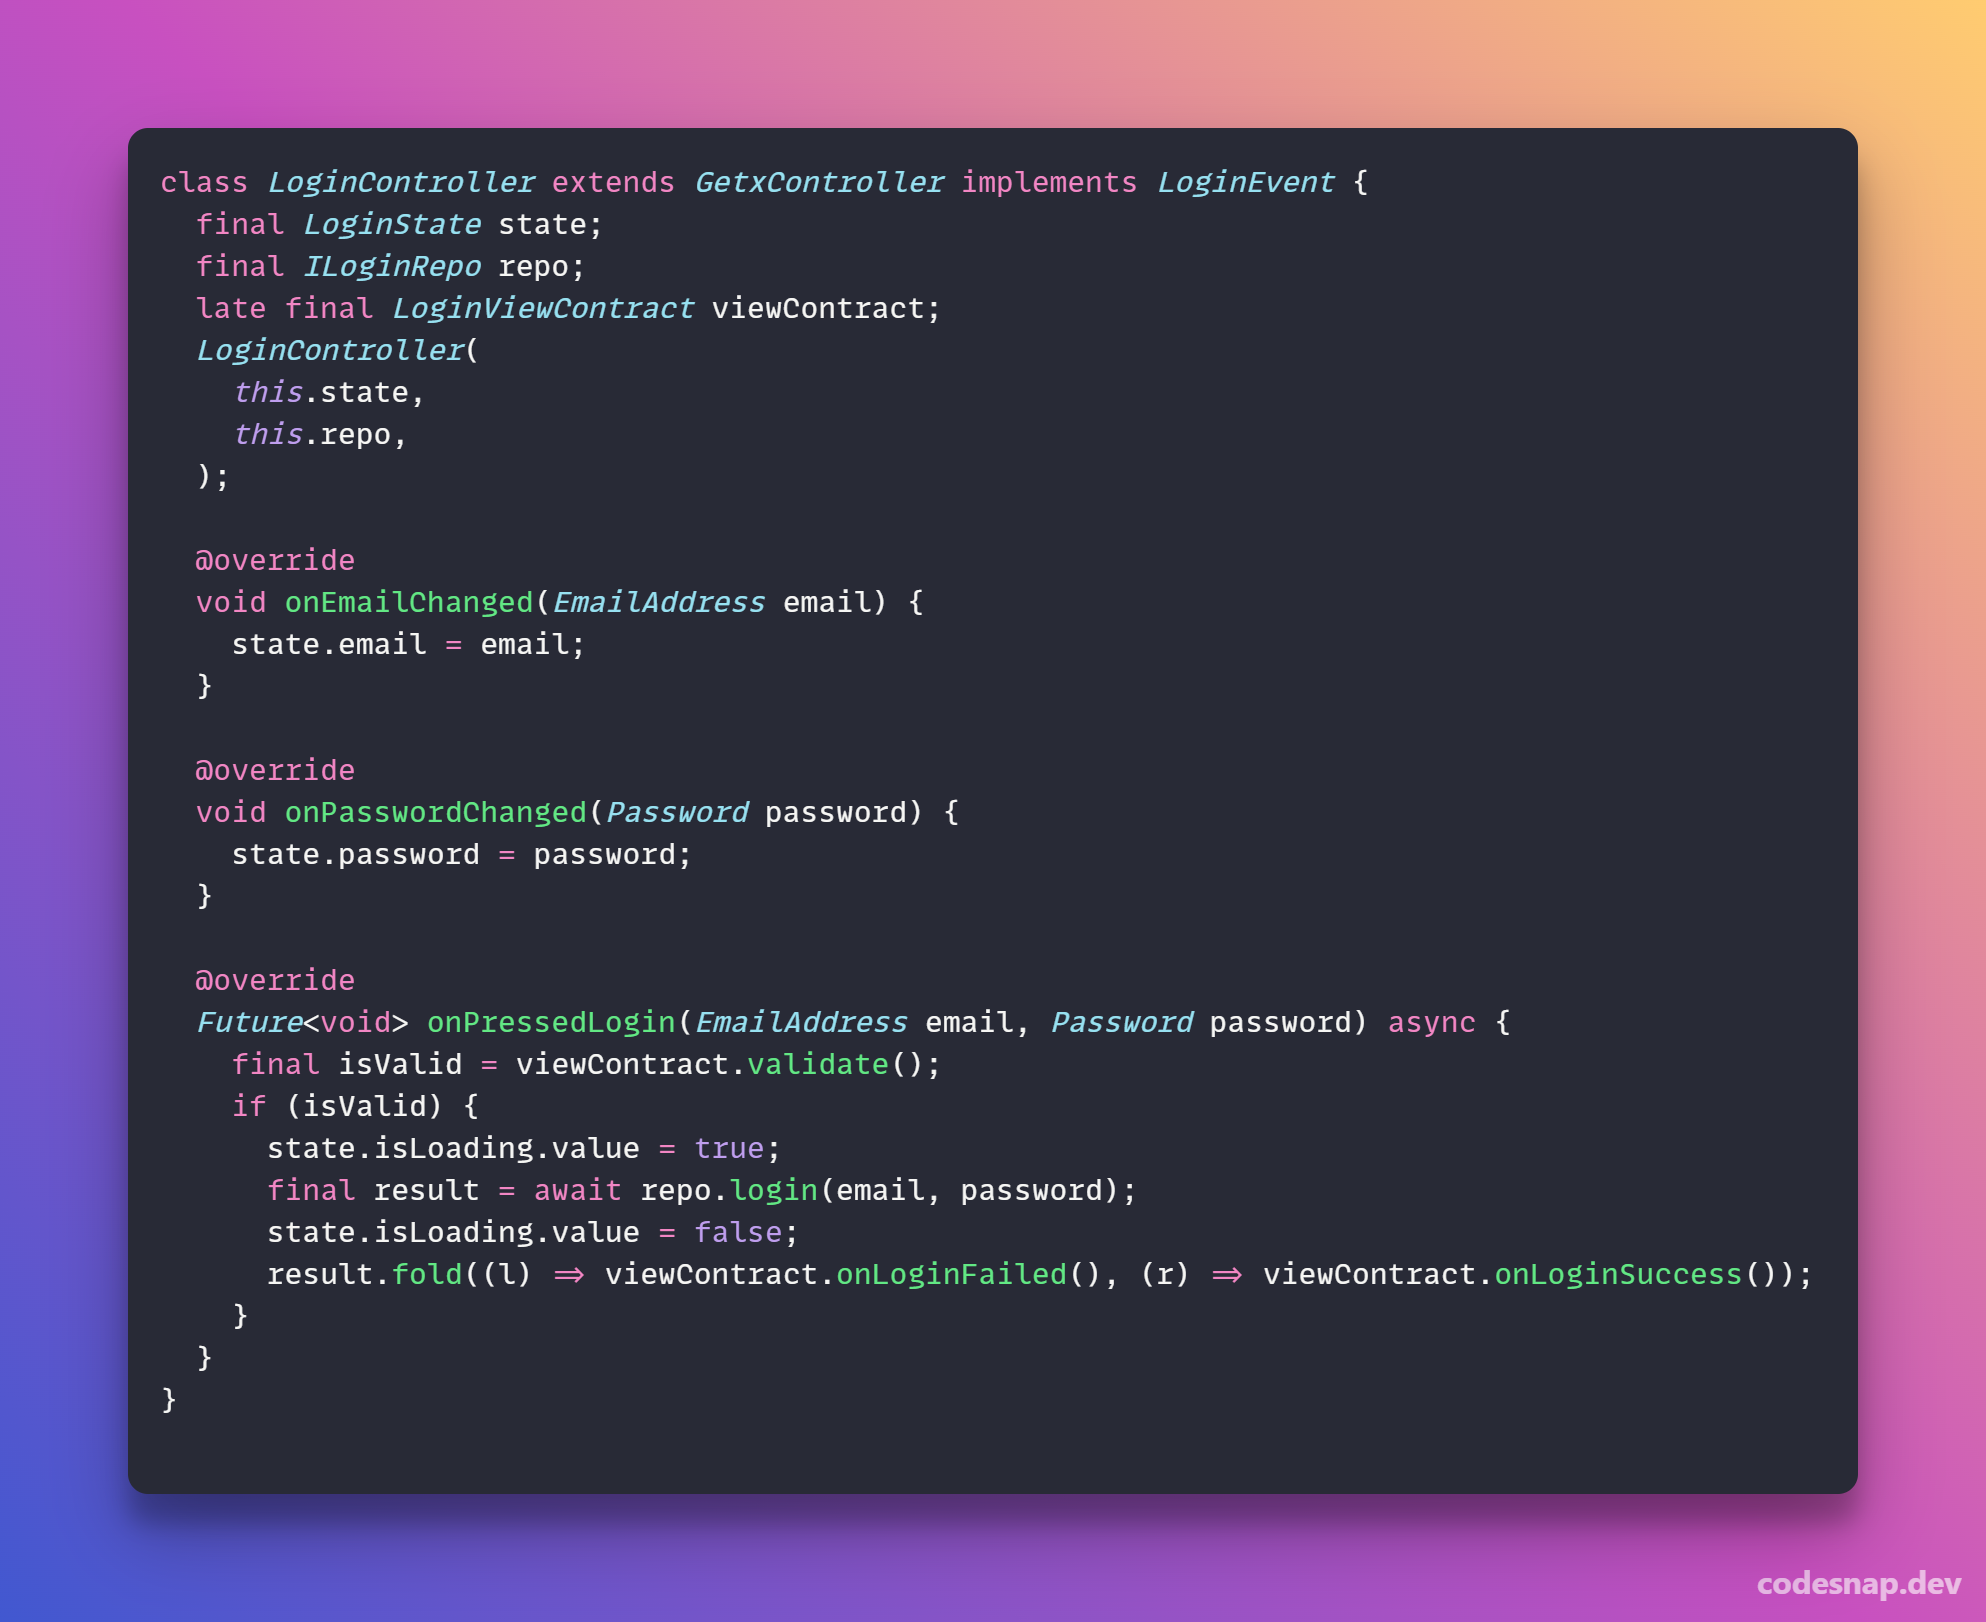 class LoginController extends GetxController implements LoginEvent {
  final LoginState state;
  final ILoginRepo repo;
  late final LoginViewContract viewContract;
  LoginController(
    this.state,
    this.repo,
  );

  @override
  void onEmailChanged(EmailAddress email) {
    state.email = email;
  }

  @override
  void onPasswordChanged(Password password) {
    state.password = password;
  }

  @override
  Future<void> onPressedLogin(EmailAddress email, Password password) async {
    final isValid = viewContract.validate();
    if (isValid) {
      state.isLoading.value = true;
      final result = await repo.login(email, password);
      state.isLoading.value = false;
      result.fold((l) => viewContract.onLoginFailed(), (r) => viewContract.onLoginSuccess());
    }
  }
}
codesnap.dev